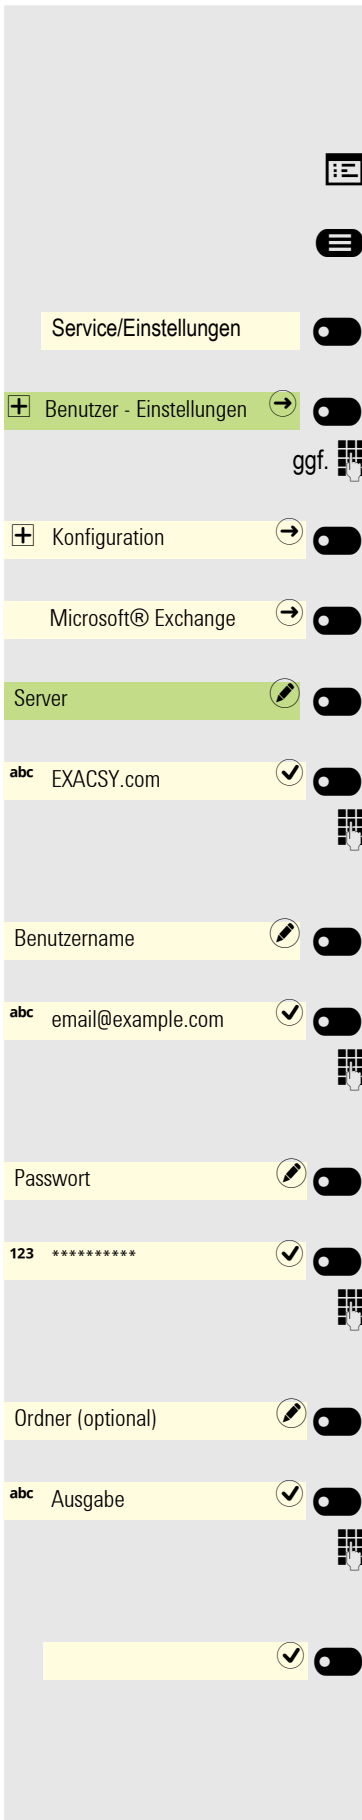 Service/Einstellungen
Benutzer - Einstellungen
ggf.
Konfiguration
Microsoft® Exchange
Server
abc EXACSY.com
Benutzername
abc email@example.com
Passwort
123 **********
Ordner (optional)
abc Ausgabe